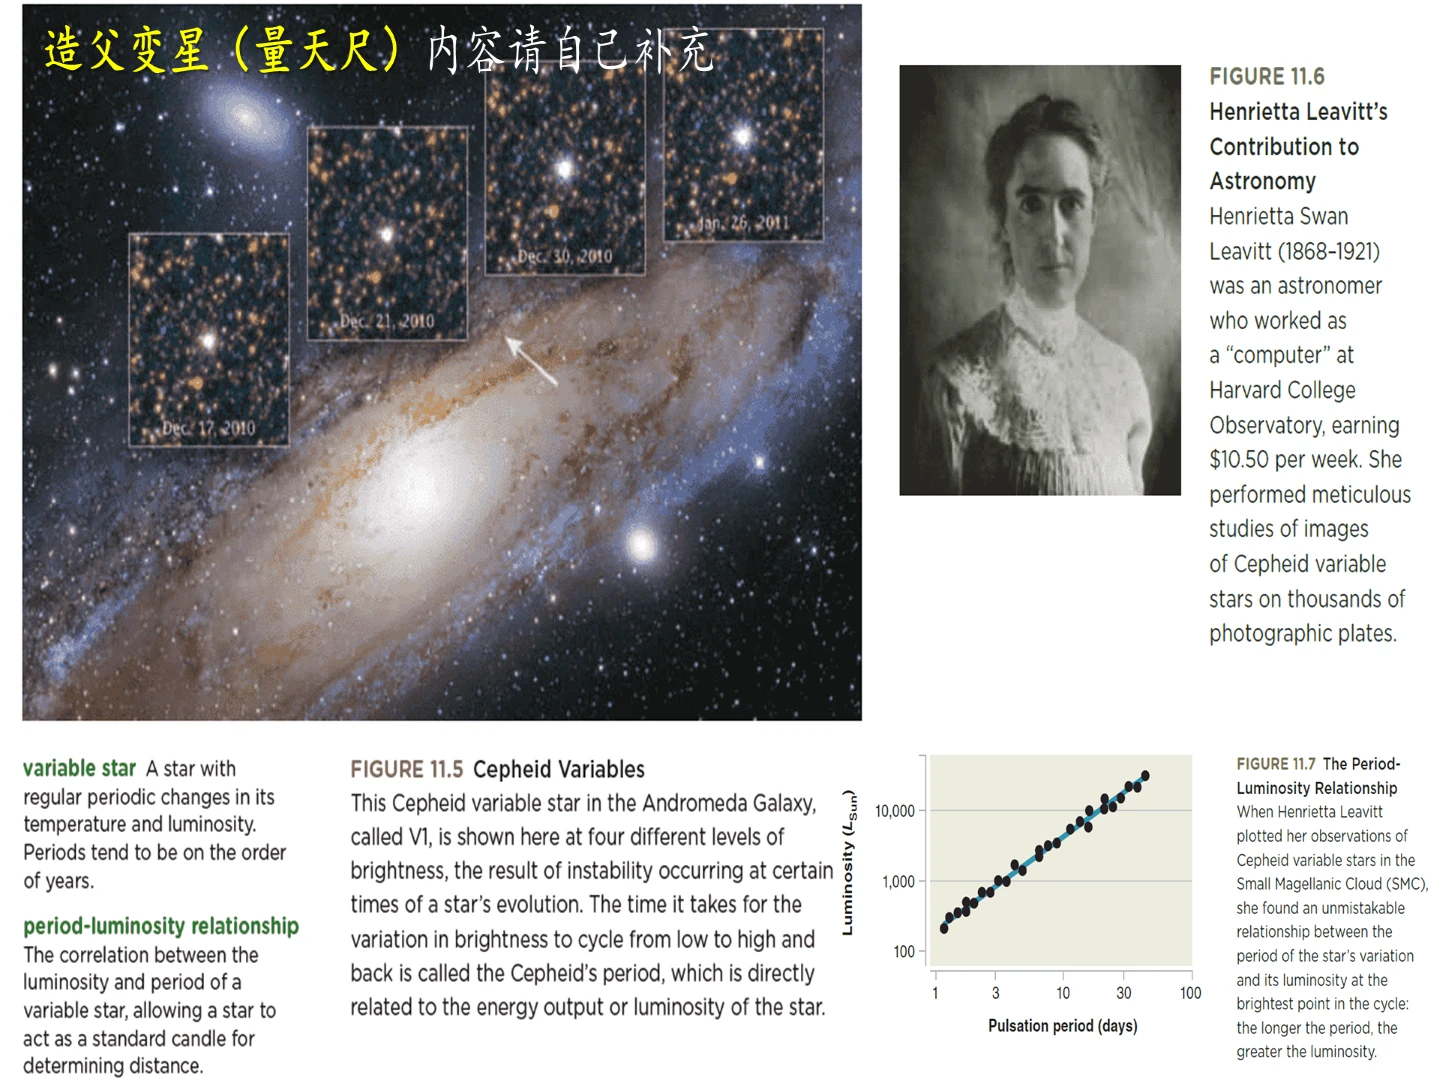 造父变星（量天尺）内容请自己补充
Dec. 17, 2010
Dec. 21, 2010
Dec. 30, 2010
Jan. 26, 2011
FIGURE 11.6
Henrietta Leavitt’s
Contribution to
Astronomy
Henrietta Swan
Leavitt (1868–1921)
was an astronomer
who worked as
a “computer” at
Harvard College
Observatory, earning
$10.50 per week. She
performed meticulous
studies of images
of Cepheid variable
stars on thousands of
photographic plates.
variable star A star with
regular periodic changes in its
temperature and luminosity.
Periods tend to be on the order
of years.
period-luminosity relationship
The correlation between the
luminosity and period of a
variable star, allowing a star to
act as a standard candle for
determining distance.
FIGURE 11.5 Cepheid Variables
This Cepheid variable star in the Andromeda Galaxy,
called V1, is shown here at four different levels of
brightness, the result of instability occurring at certain
times of a star’s evolution. The time it takes for the
variation in brightness to cycle from low to high and
back is called the Cepheid’s period, which is directly
related to the energy output or luminosity of the star.
Luminosity (LSun)
10,000
1,000
100
1 3 10 30 100
Pulsation period (days)
FIGURE 11.7 The Period-
Luminosity Relationship
When Henrietta Leavitt
plotted her observations of
Cepheid variable stars in the
Small Magellanic Cloud (SMC),
she found an unmistakable
relationship between the
period of the star’s variation
and its luminosity at the
brightest point in the cycle:
the longer the period, the
greater the luminosity.